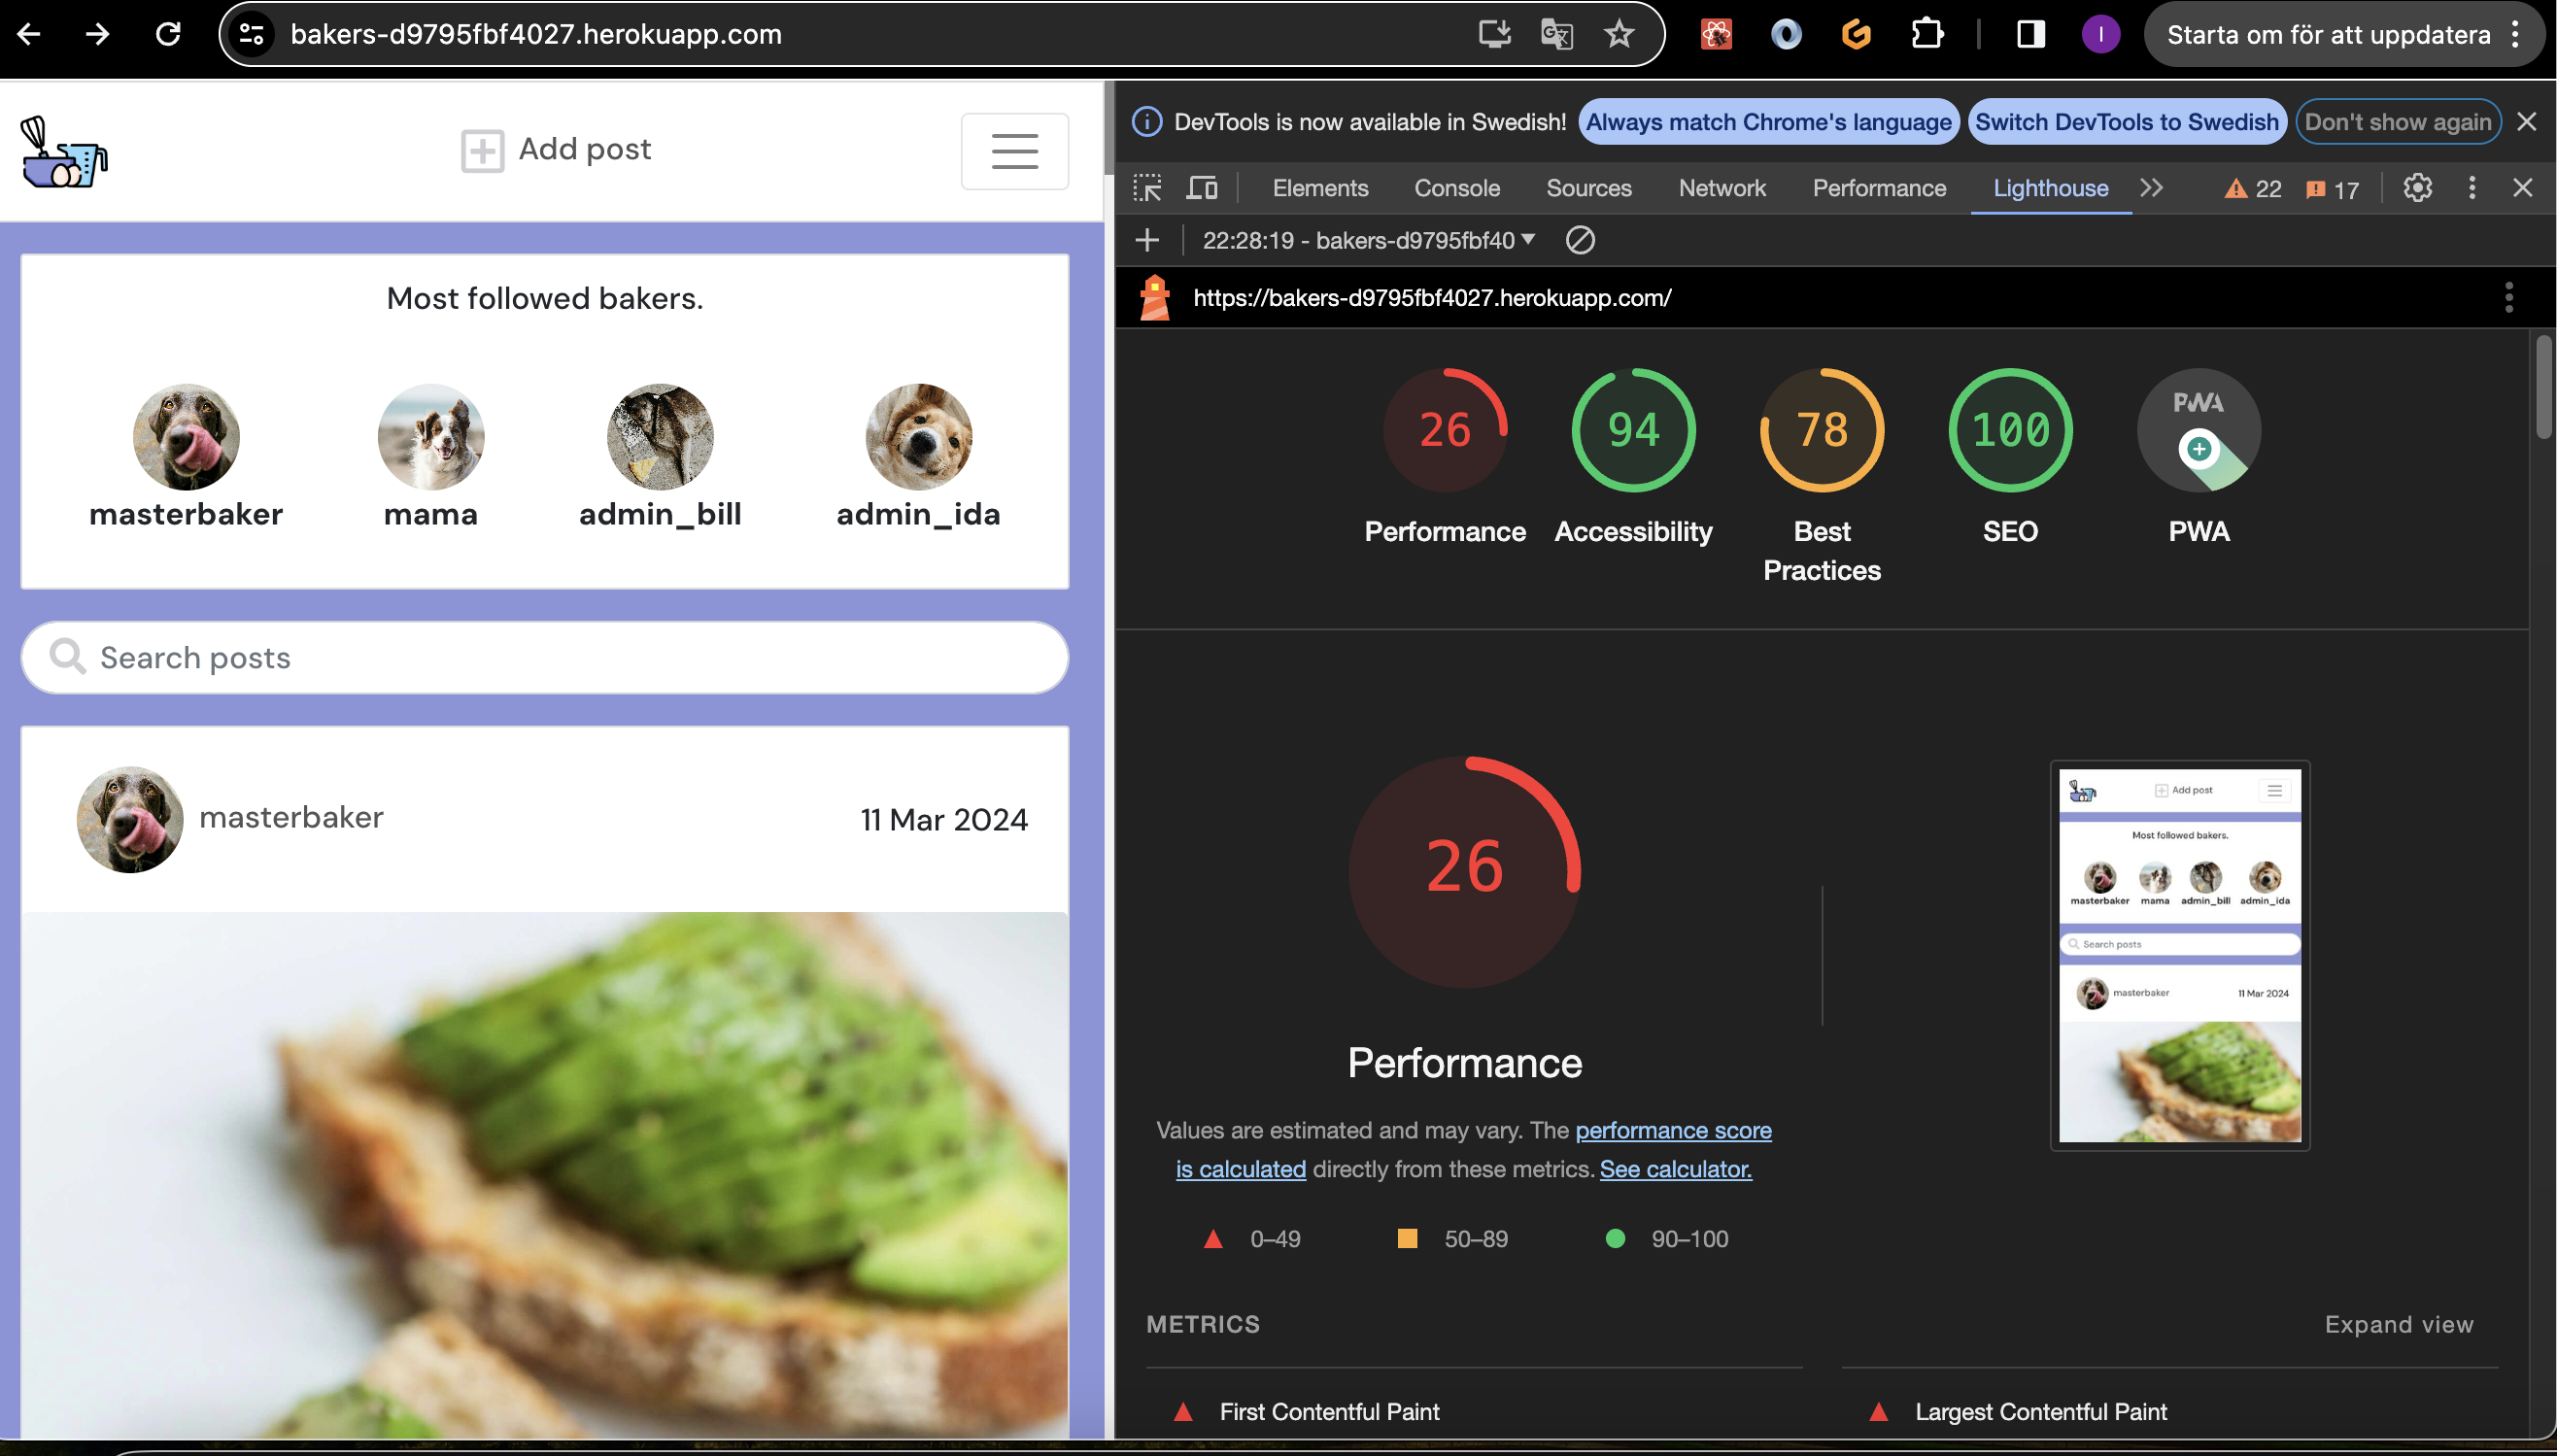 bakers-d9795fbf4027.herokuapp.com
I
Starta om för att uppdatera
Add post
Most followed bakers.
masterbaker
mama
admin_bill
admin_ida
Search posts
masterbaker
11 Mar 2024
DevTools is now available in Swedish!
Always match Chrome's language
Switch DevTools to Swedish
Don't show again
Elements
Console
Sources
Network
Performance
Lighthouse
22
17
22:28:19 - bakers-d9795fbf40
https://bakers-d9795fbf4027.herokuapp.com/
26
94
78
100
PWA
Performance
Accessibility
Best
Practices
SEO
PWA
26
Performance
Values are estimated and may vary. The performance score
is calculated directly from these metrics. See calculator.
0–49
50–89
90–100
Add post
Most followed bakers.
masterbaker
mama
admin_bill
admin_ida
Search posts
masterbaker
11 Mar 2024
METRICS
Expand view
First Contentful Paint
Largest Contentful Paint